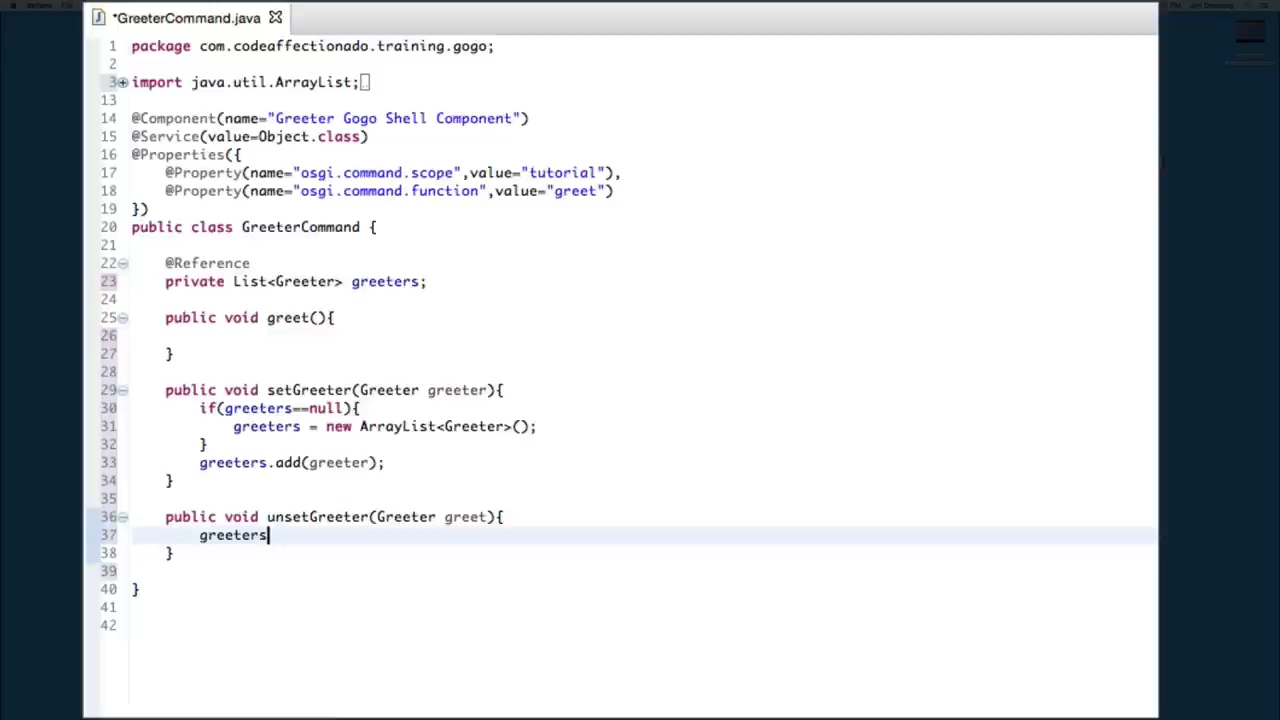 *GreeterCommand.java
1 package com.codeaffectionado.training.gogo;
2
3 import java.util.ArrayList;
13
14 @Component(name="Greeter Gogo Shell Component")
15 @Service(value=Object.class)
16 @Properties({
17 @Property(name="osgi.command.scope",value="tutorial"),
18 @Property(name="osgi.command.function",value="greet")
19 })
20 public class GreeterCommand {
21
22 @Reference
23 private List<Greeter> greeters;
24
25 public void greet(){
26
27 }
28
29 public void setGreeter(Greeter greeter){
30 if(greeters==null){
31 greeters = new ArrayList<Greeter>();
32 }
33 greeters.add(greeter);
34 }
35
36 public void unsetGreeter(Greeter greet){
37 greeters
38 }
39
40 }
41
42